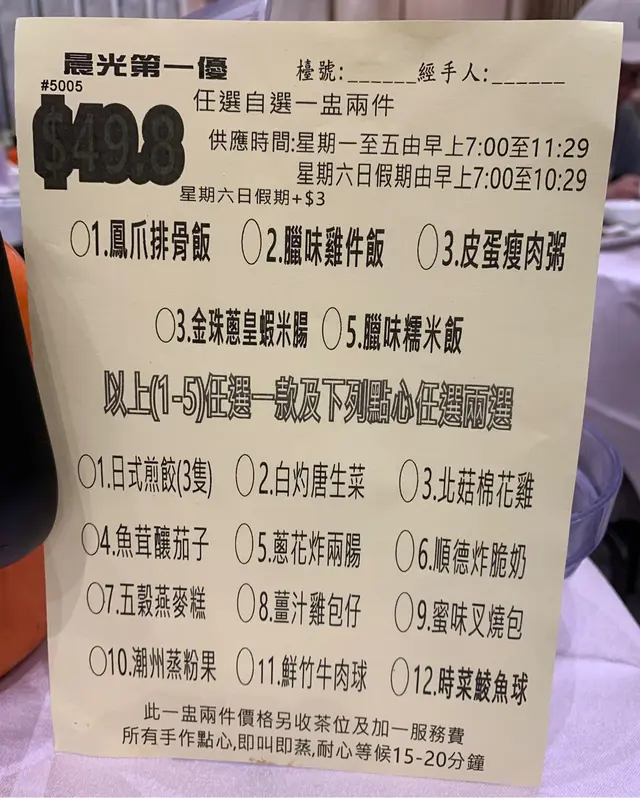 晨光第一優 檯號:______經手人:______
#5005
$49.8 任選自選一盅兩件
供應時間:星期一至五由早上7:00至11:29
星期六日假期由早上7:00至10:29
星期六日假期+$3
1.鳳爪排骨飯 2.臘味雞件飯 3.皮蛋瘦肉粥
3.金珠蔥皇蝦米腸 5.臘味糯米飯
以上(1-5)任選一款及下列點心任選兩選
1.日式煎餃(3隻) 2.白灼唐生菜 3.北菇棉花雞
4.魚茸釀茄子 5.蔥花炸兩腸 6.順德炸脆奶
7.五穀燕麥糕 8.薑汁雞包仔 9.蜜味叉燒包
10.潮州蒸粉果 11.鮮竹牛肉球 12.時菜鯪魚球
此一盅兩件價格另收茶位及加一服務費
所有手作點心,即叫即蒸,耐心等候15-20分鐘